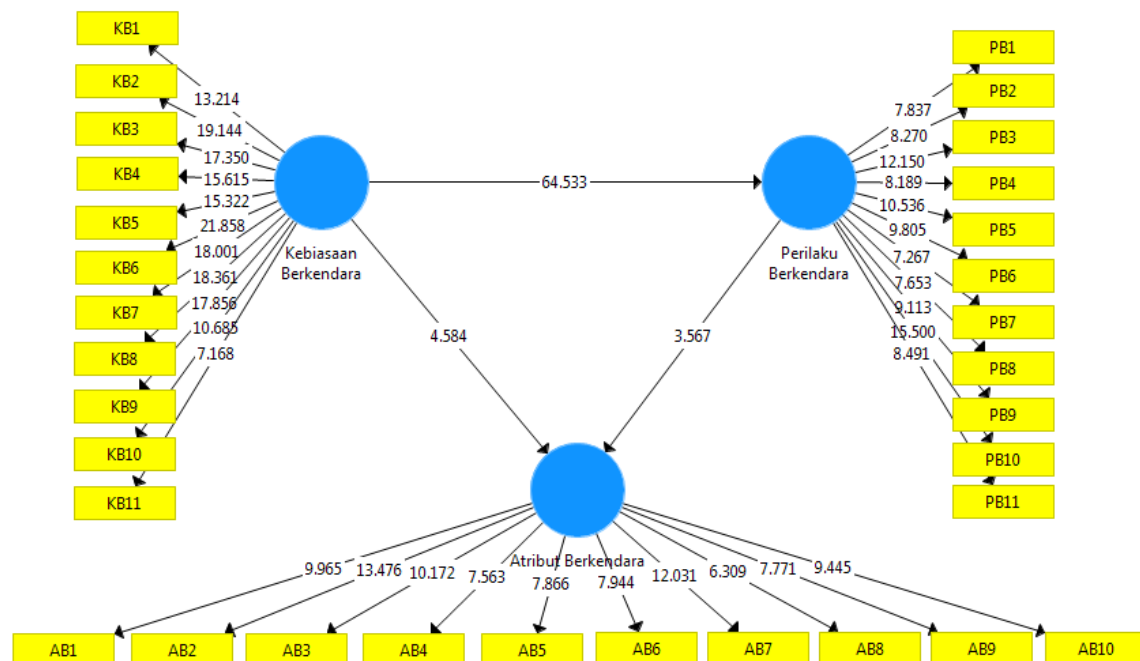 KB1
KB2
KB3
KB4
KB5
KB6
KB7
KB8
KB9
KB10
KB11
13.214
19.144
17.350
15.615
15.322
21.858
18.001
18.361
17.856
10.685
7.168
Kebiasaan
Berkendara
64.533
4.584
3.567
Perilaku
Berkendara
7.837
8.270
12.150
8.189
10.536
9.805
7.267
7.653
9.113
15.500
8.491
PB1
PB2
PB3
PB4
PB5
PB6
PB7
PB8
PB9
PB10
PB11
Atribut Berkendara
9.965
13.476
10.172
7.563
7.866
7.944
12.031
6.309
7.771
9.445
AB1
AB2
AB3
AB4
AB5
AB6
AB7
AB8
AB9
AB10